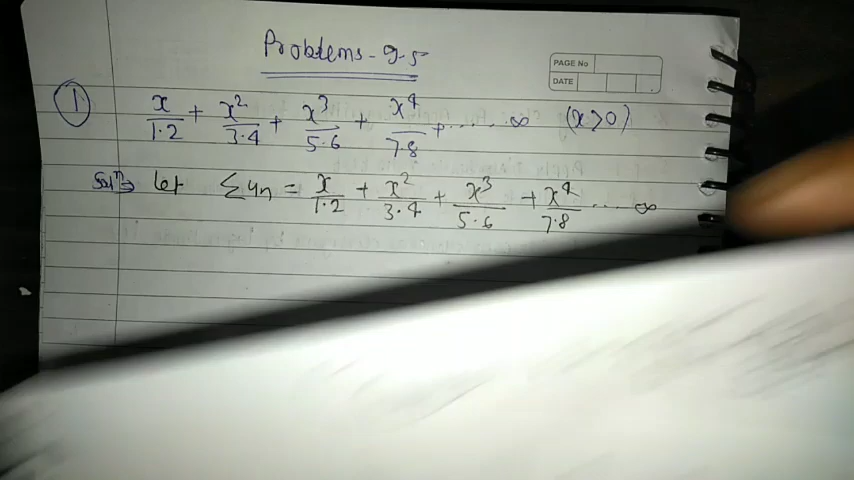 Problems-9.5
PAGE No
DATE
1 x/1.2 + x²/3.4 + x³/5.6 + x⁴/7.8 + ...... ∞ (x>0)
Solⁿ⇒ let Σun = x/1.2 + x²/3.4 + x³/5.6 + x⁴/7.8 ..... ∞